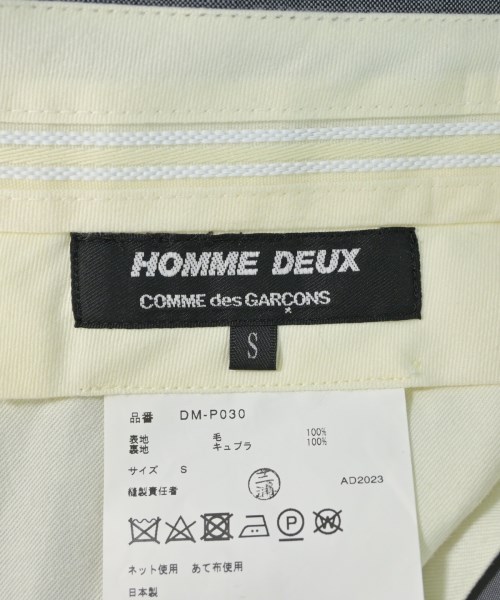 HOMME DEUX
COMME des GARÇONS
S
品番 DM-P030
表地 毛 100%
裏地 キュプラ 100%
サイズ S
縫製責任者 三浦 AD2023
P W
ネット使用 あて布使用
日本製